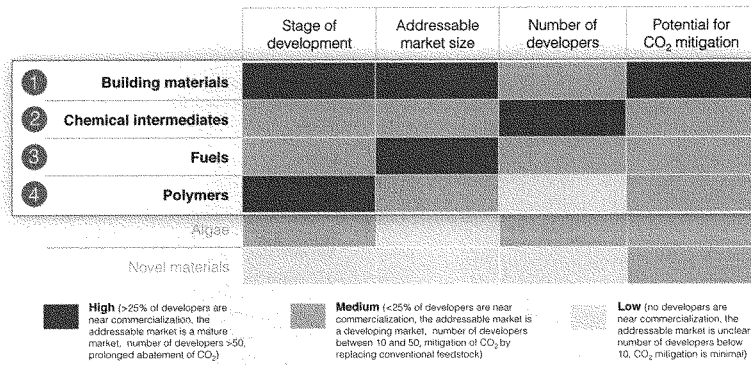 Stage of development
Addressable market size
Number of developers
Potential for CO2 mitigation
1 Building materials
2 Chemical intermediates
3 Fuels
4 Polymers
Algae
Novel materials
High (>25% of developers are
near commercialization, the
addressable market is a mature
market, number of developers >50,
prolonged abatement of CO2)
Medium (<25% of developers are near
commercialization, the addressable market is
a developing market, number of developers
between 10 and 50, mitigation of CO2 by
replacing conventional feedstock)
Low (no developers are
near commercialization, the
addressable market is unclear
number of developers below
10, CO2 mitigation is minimal)